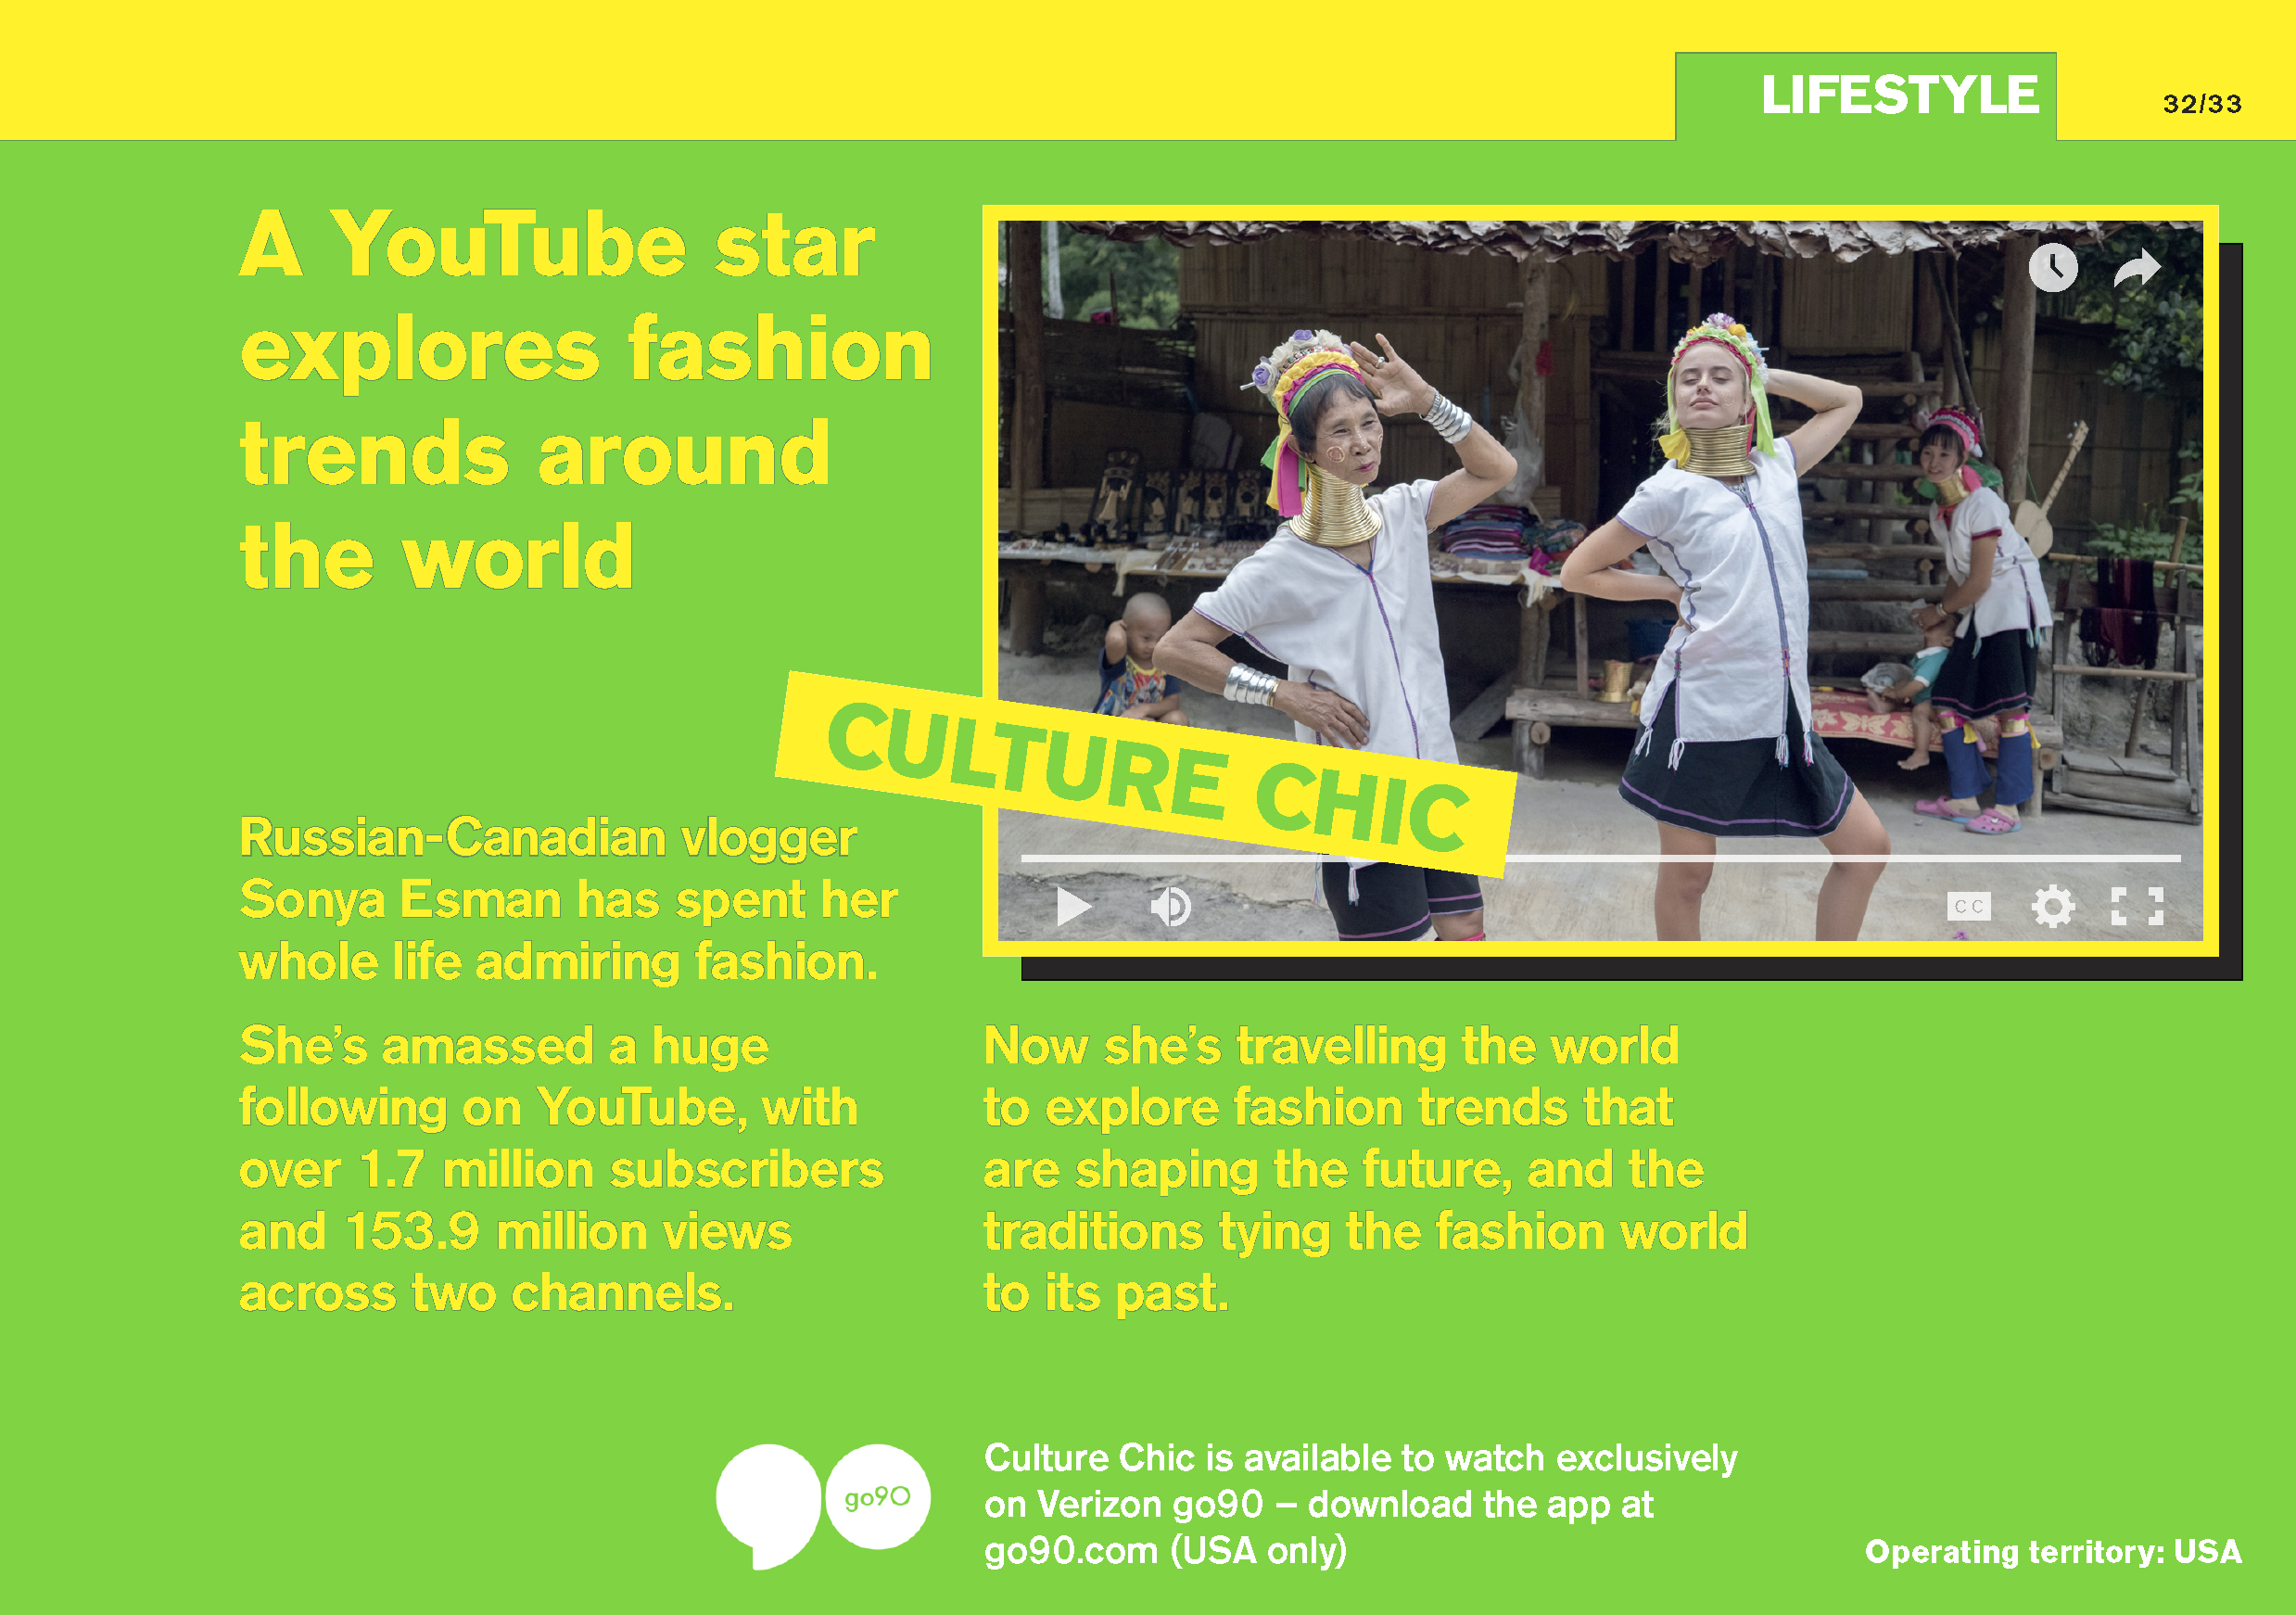 LIFESTYLE
32/33
A YouTube star
explores fashion
trends around
the world
CULTURE CHIC
Russian-Canadian vlogger
Sonya Esman has spent her
whole life admiring fashion.
She’s amassed a huge
following on YouTube, with
over 1.7 million subscribers
and 153.9 million views
across two channels.
CC
Now she’s travelling the world
to explore fashion trends that
are shaping the future, and the
traditions tying the fashion world
to its past.
go90
Culture Chic is available to watch exclusively
on Verizon go90 – download the app at
go90.com (USA only)
Operating territory: USA